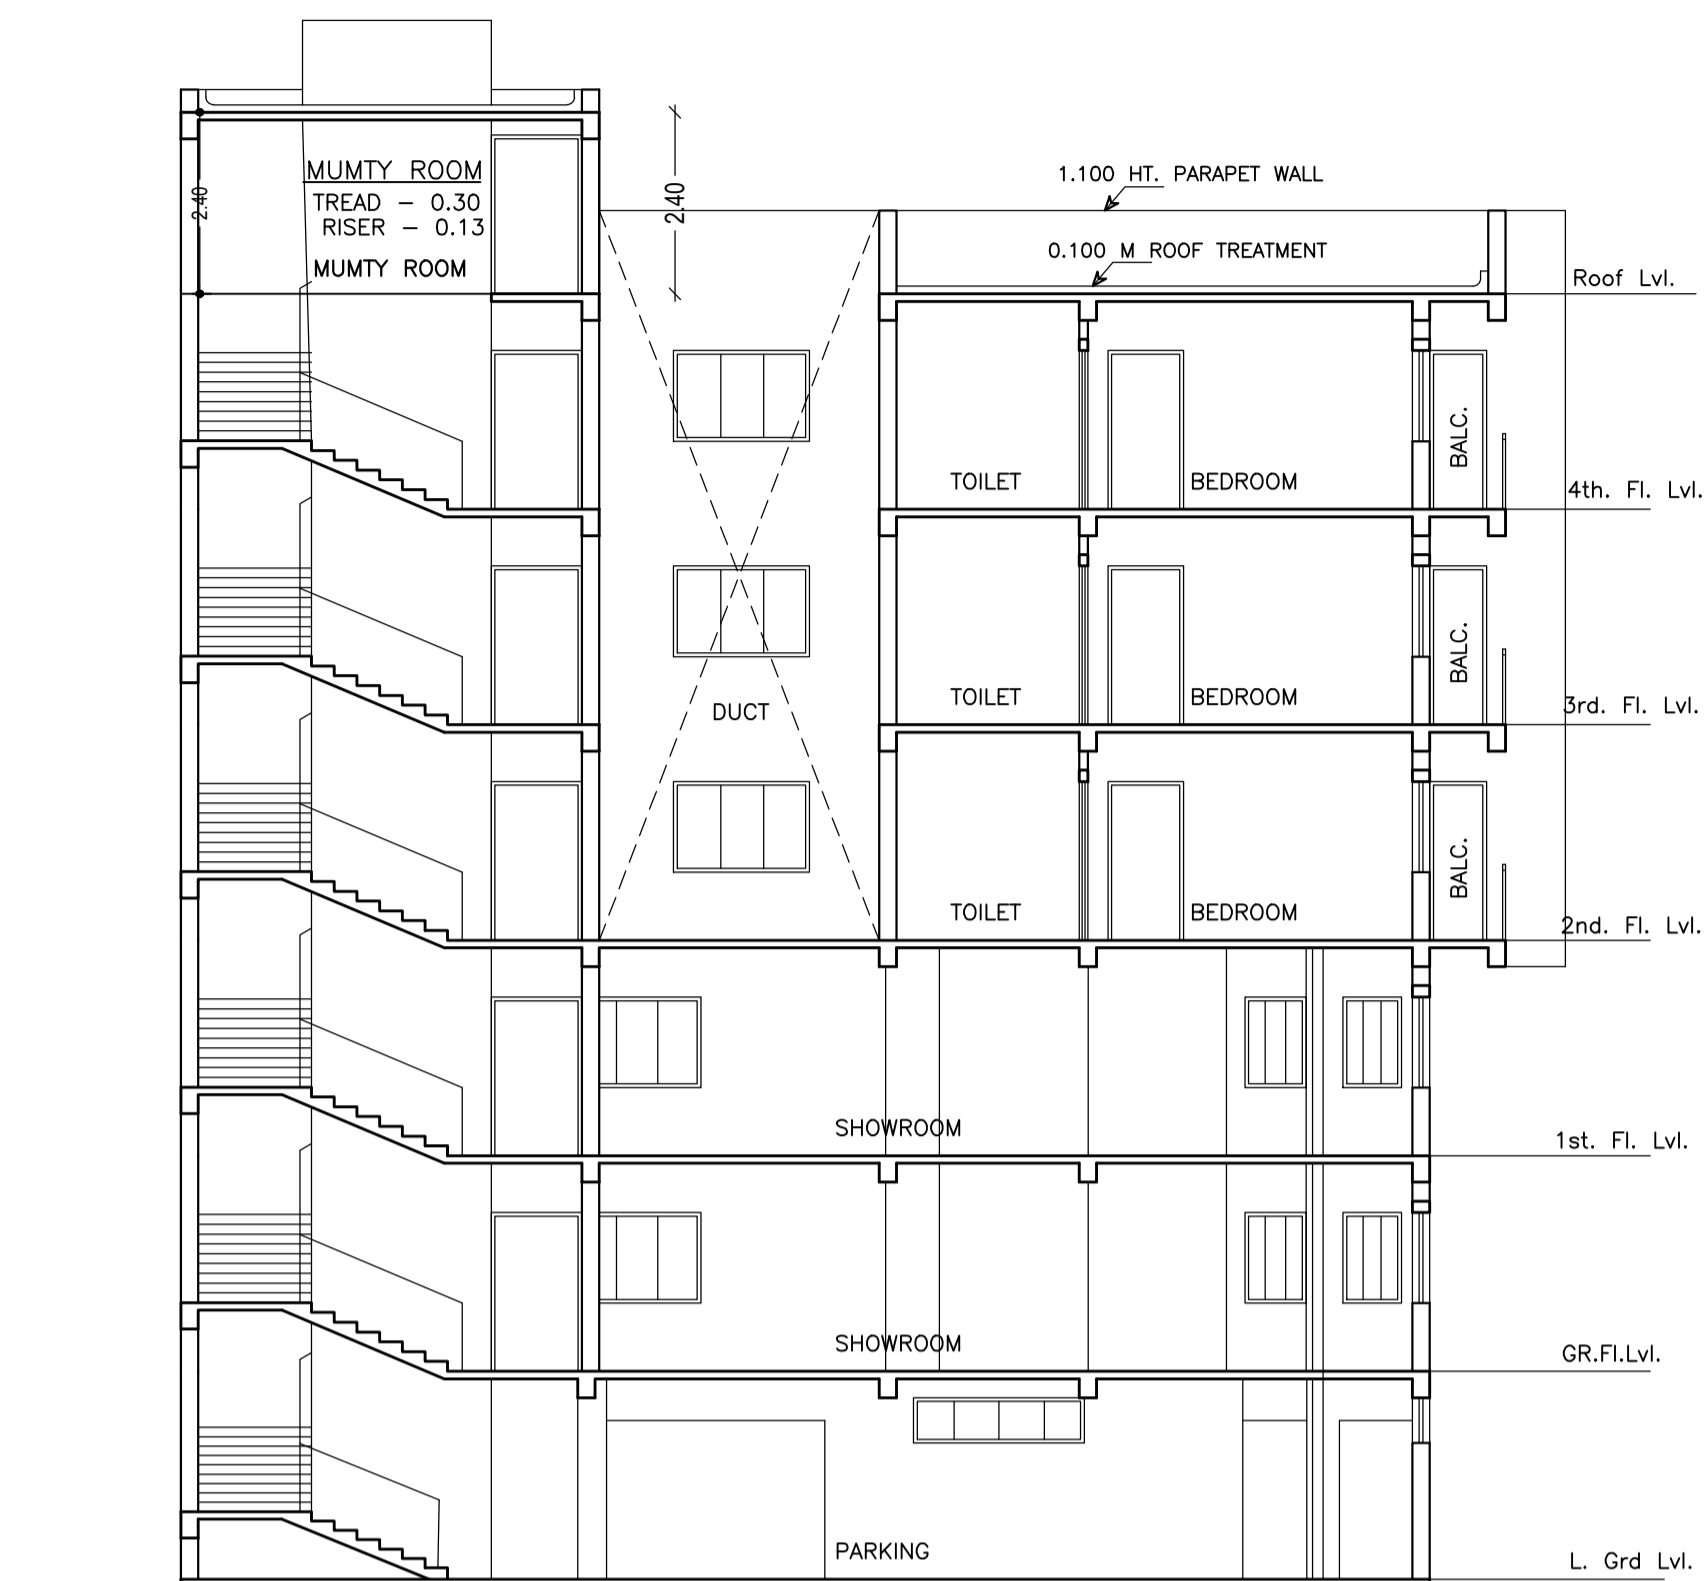 MUMTY ROOM
TREAD - 0.30
RISER - 0.13
MUMTY ROOM
2.40
2.40
1.100 HT. PARAPET WALL
0.100 M ROOF TREATMENT
Roof Lvl.
TOILET
BEDROOM
BALC.
4th. Fl. Lvl.
TOILET
BEDROOM
BALC.
3rd. Fl. Lvl.
DUCT
TOILET
BEDROOM
BALC.
2nd. Fl. Lvl.
SHOWROOM
1st. Fl. Lvl.
SHOWROOM
GR.Fl.Lvl.
PARKING
L. Grd Lvl.